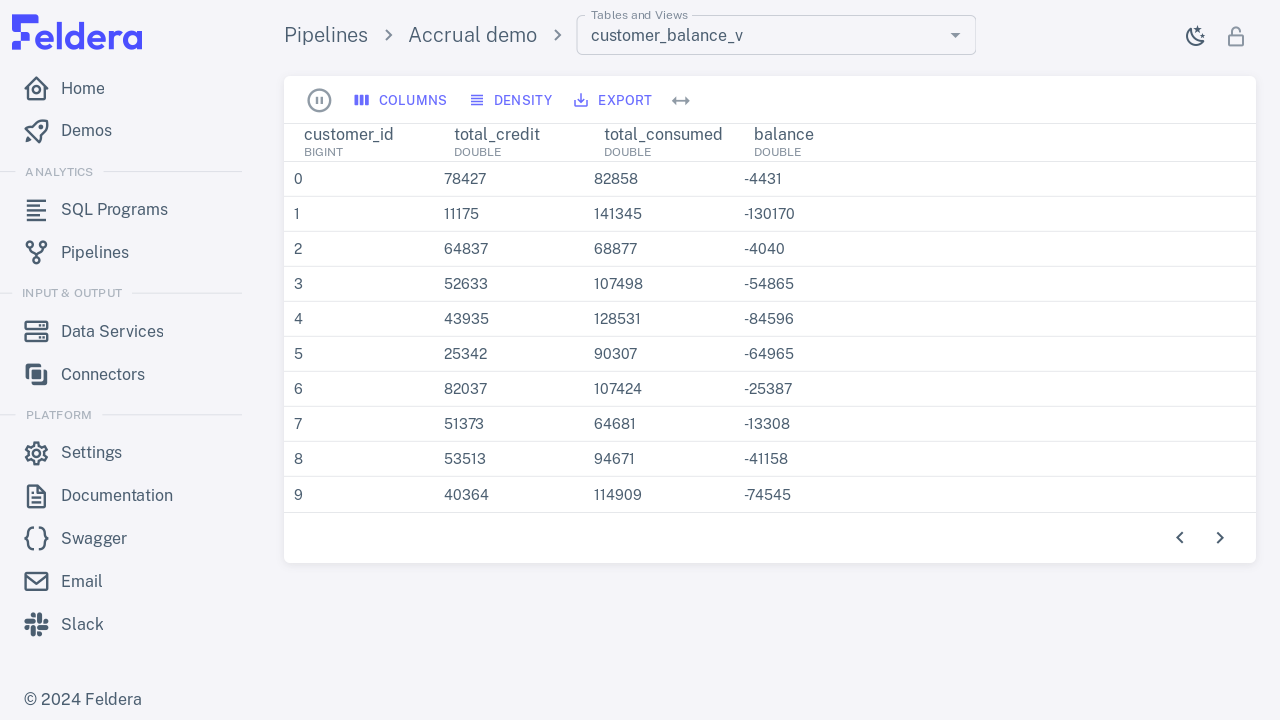 Feldera
Home
Demos
ANALYTICS
SQL Programs
Pipelines
INPUT & OUTPUT
Data Services
Connectors
PLATFORM
Settings
Documentation
Swagger
Email
Slack
© 2024 Feldera
Pipelines Accrual demo
Tables and Views
customer_balance_v
COLUMNS DENSITY EXPORT
customer_id total_credit total_consumed balance
BIGINT DOUBLE DOUBLE DOUBLE
0 78427 82858 -4431
1 11175 141345 -130170
2 64837 68877 -4040
3 52633 107498 -54865
4 43935 128531 -84596
5 25342 90307 -64965
6 82037 107424 -25387
7 51373 64681 -13308
8 53513 94671 -41158
9 40364 114909 -74545